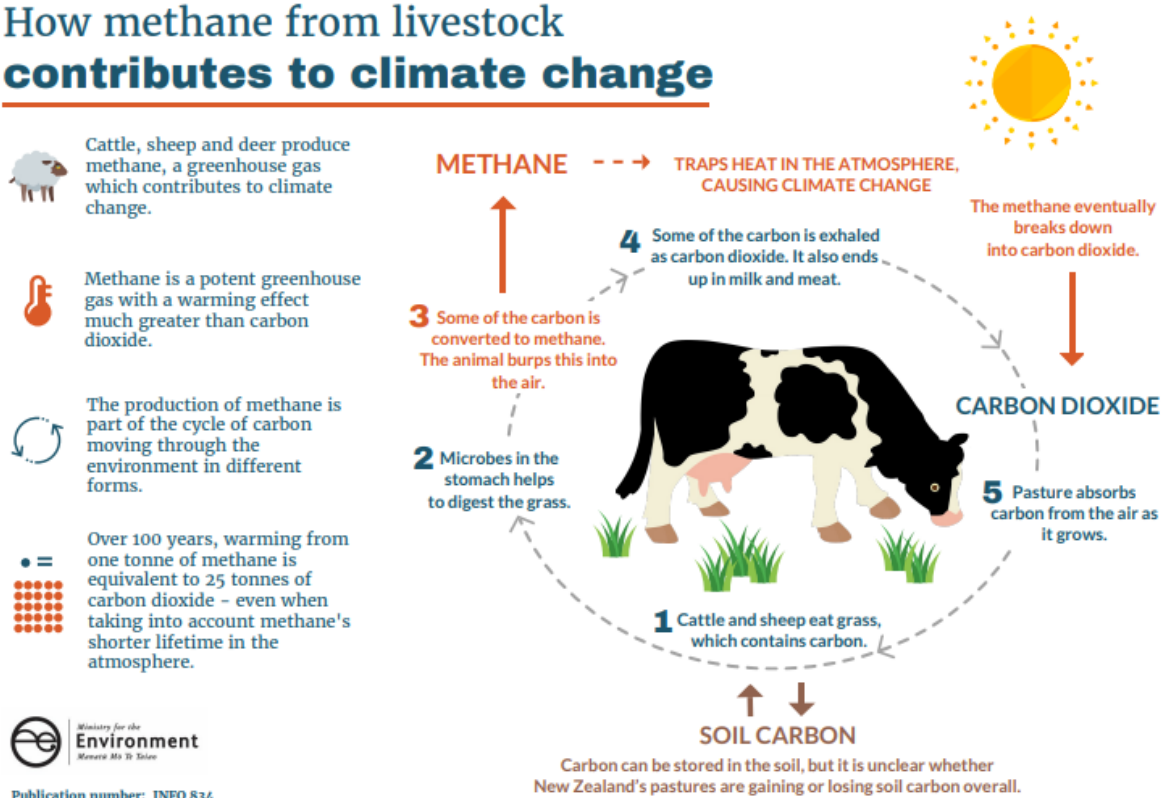 How methane from livestock
contributes to climate change
Cattle, sheep and deer produce
methane, a greenhouse gas
which contributes to climate
change.
Methane is a potent greenhouse
gas with a warming effect
much greater than carbon
dioxide.
The production of methane is
part of the cycle of carbon
moving through the
environment in different
forms.
=
Over 100 years, warming from
one tonne of methane is
equivalent to 25 tonnes of
carbon dioxide - even when
taking into account methane's
shorter lifetime in the
atmosphere.
Ministry for the
Environment
Manatū Mō Te Taiao
Publication number: INFO 834
METHANE
TRAPS HEAT IN THE ATMOSPHERE,
CAUSING CLIMATE CHANGE
The methane eventually
breaks down
into carbon dioxide.
4 Some of the carbon is exhaled
as carbon dioxide. It also ends
up in milk and meat.
3 Some of the carbon is
converted to methane.
The animal burps this into
the air.
CARBON DIOXIDE
2 Microbes in the
stomach helps
to digest the grass.
5 Pasture absorbs
carbon from the air as
it grows.
1 Cattle and sheep eat grass,
which contains carbon.
SOIL CARBON
Carbon can be stored in the soil, but it is unclear whether
New Zealand's pastures are gaining or losing soil carbon overall.